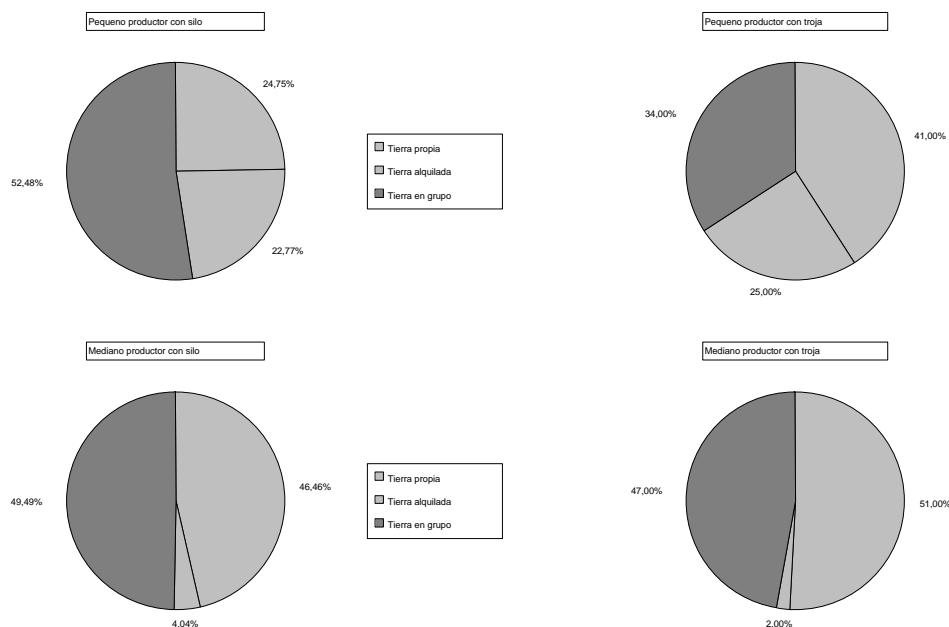 Pequeno productor con silo
24,75%
52,48%
22,77%
Tierra propia
Tierra alquilada
Tierra en grupo
Pequeno productor con troja
34,00%
41,00%
25,00%
Mediano productor con silo
49,49%
46,46%
4,04%
Tierra propia
Tierra alquilada
Tierra en grupo
Mediano productor con troja
47,00%
51,00%
2,00%